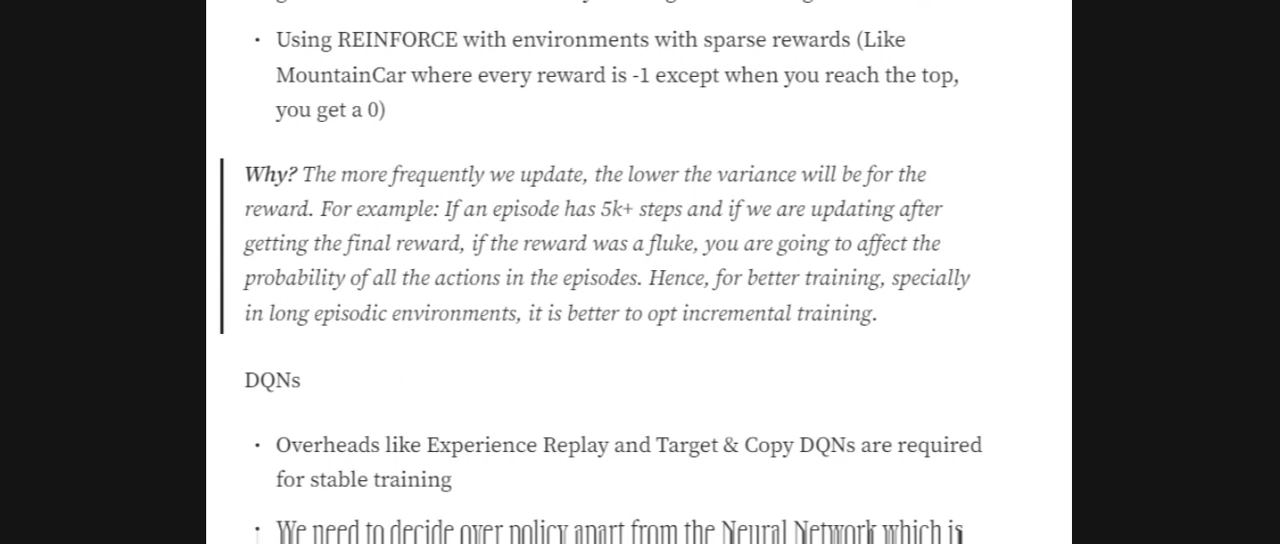 • Using REINFORCE with environments with sparse rewards (Like
MountainCar where every reward is -1 except when you reach the top,
you get a 0)
Why? The more frequently we update, the lower the variance will be for the
reward. For example: If an episode has 5k+ steps and if we are updating after
getting the final reward, if the reward was a fluke, you are going to affect the
probability of all the actions in the episodes. Hence, for better training, specially
in long episodic environments, it is better to opt incremental training.
DQNs
• Overheads like Experience Replay and Target & Copy DQNs are required
for stable training
• We need to decide over policy apart from the Neural Network which is